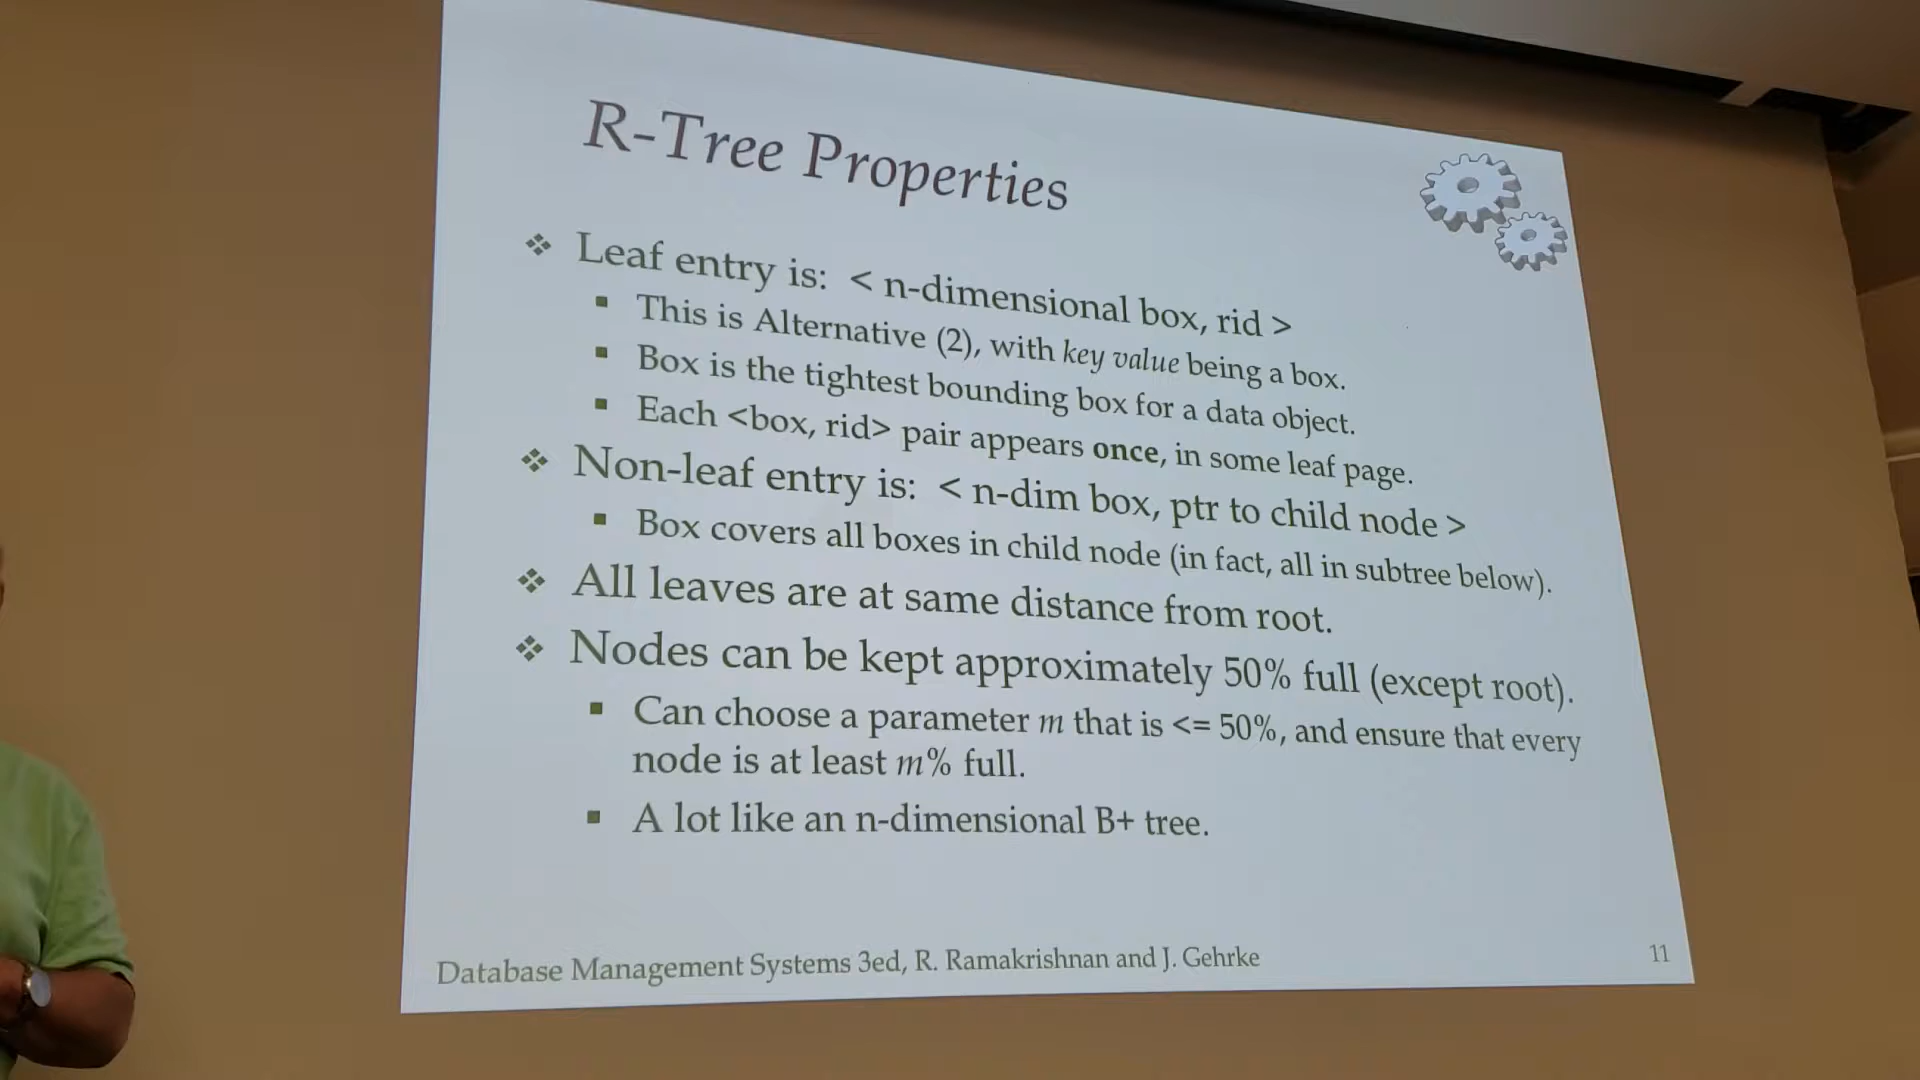 R-Tree Properties
Leaf entry is: < n-dimensional box, rid >
This is Alternative (2), with key value being a box.
Box is the tightest bounding box for a data object.
Each <box, rid> pair appears once, in some leaf page.
Non-leaf entry is: < n-dim box, ptr to child node >
Box covers all boxes in child node (in fact, all in subtree below).
All leaves are at same distance from root.
Nodes can be kept approximately 50% full (except root).
Can choose a parameter m that is <= 50%, and ensure that every
node is at least m% full.
A lot like an n-dimensional B+ tree.
Database Management Systems 3ed, R. Ramakrishnan and J. Gehrke
11